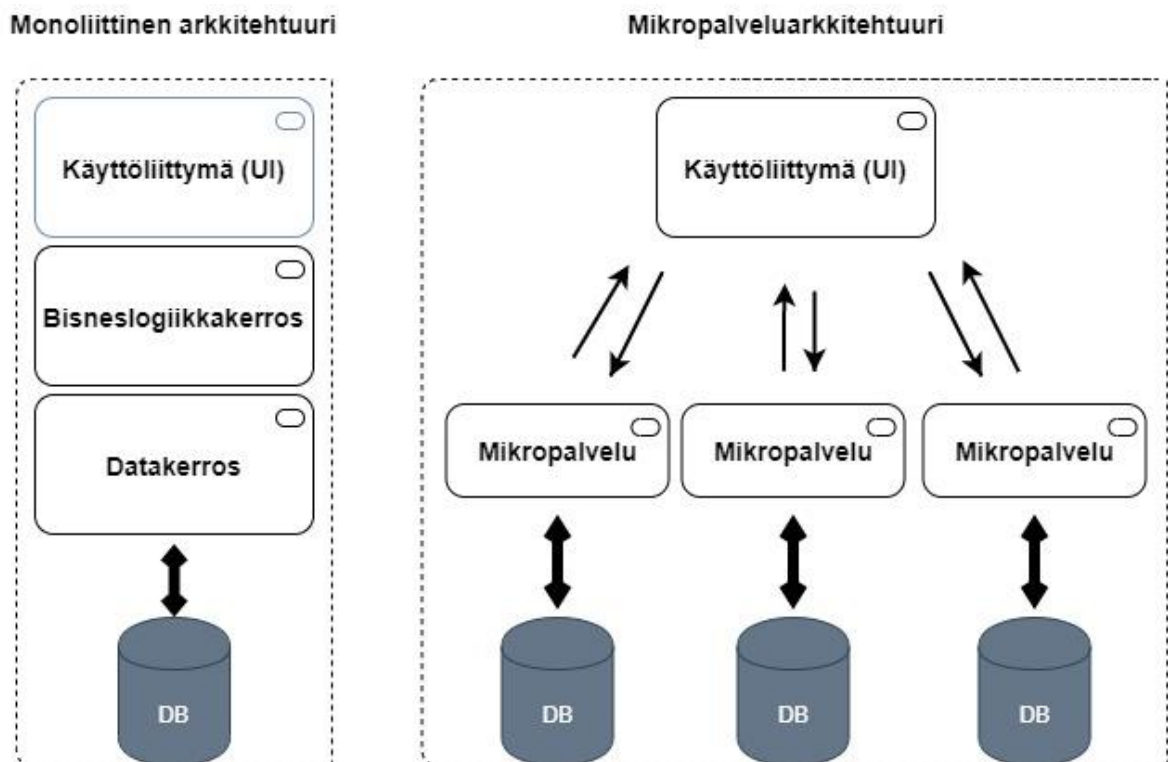 Monoliittinen arkkitehtuuri
Käyttöliittymä (UI)
Bisneslogiikkakerros
Datakerros
DB
Mikropalveluarkkitehtuuri
Käyttöliittymä (UI)
Mikropalvelu
Mikropalvelu
Mikropalvelu
DB
DB
DB